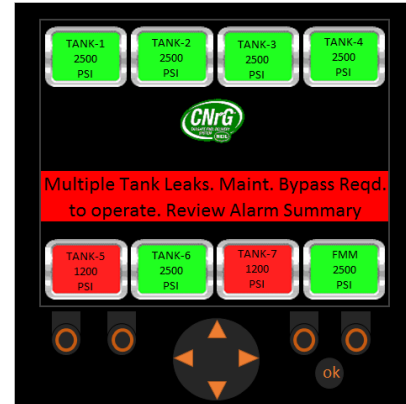 TANK-1
2500
PSI
TANK-2
2500
PSI
TANK-3
2500
PSI
TANK-4
2500
PSI
CNrG
Multiple Tank Leaks. Maint. Bypass Reqd.
to operate. Review Alarm Summary
TANK-5
1200
PSI
TANK-6
2500
PSI
TANK-7
1200
PSI
FMM
2500
PSI
ok